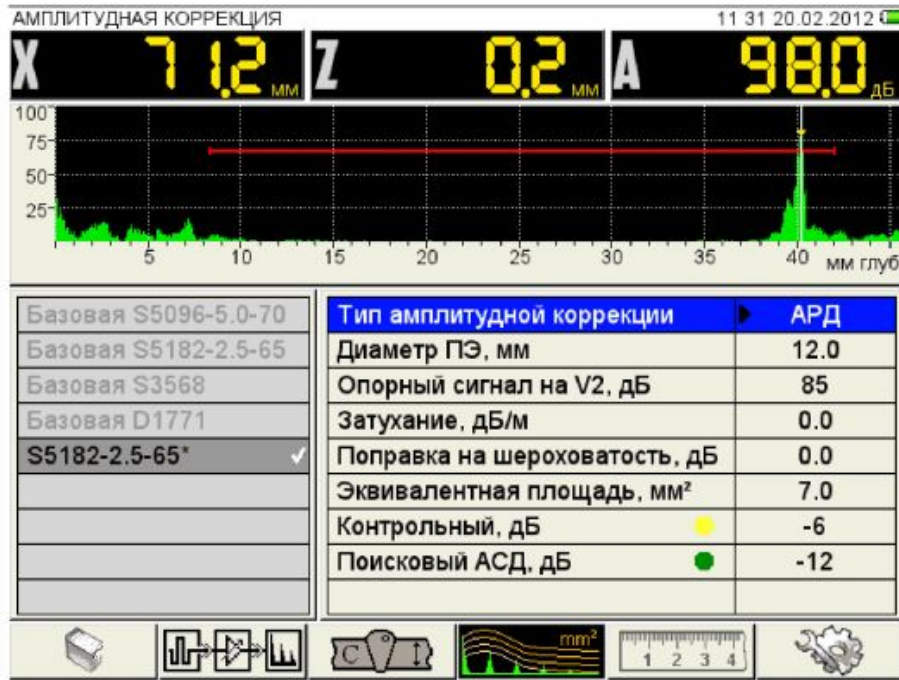 АМПЛИТУДНАЯ КОРРЕКЦИЯ 11 31 20.02.2012
X 71.2 мм Z 0.2 мм A 98.0 дБ
100
75
50
25
5 10 15 20 25 30 35 40 мм глуб
Базовая S5096-5.0-70
Базовая S5182-2.5-65
Базовая S3568
Базовая D1771
S5182-2.5-65*
Тип амплитудной коррекции АРД
Диаметр ПЭ, мм 12.0
Опорный сигнал на V2, дБ 85
Затухание, дБ/м 0.0
Поправка на шероховатость, дБ 0.0
Эквивалентная площадь, мм² 7.0
Контрольный, дБ -6
Поисковый АСД, дБ -12
C mm² 1 2 3 4